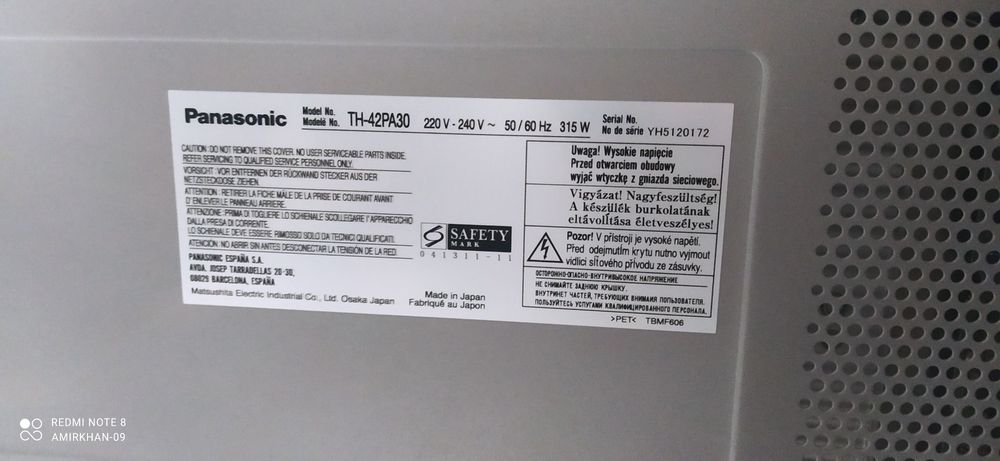 Panasonic
Model No.
Modelé No. TH-42PA30 220 V - 240 V ~ 50 / 60 Hz 315 W
Serial No.
No de série YH5120172
CAUTION : DO NOT REMOVE THIS COVER. NO USER SERVICEABLE PARTS INSIDE.
REFER SERVICING TO QUALIFIED SERVICE PERSONNEL ONLY.
VORSICHT : VOR ENTFERNEN DER RÜCKWAND STECKER AUS DER
NETZSTECKDOSE ZIEHEN.
ATTENTION : RETIRER LA FICHE MÂLE DE LA PRISE DE COURANT AVANT
D'ENLEVER LE PANNEAU ARRIERE.
ATTENZIONE: PRIMA DI TOGLIERE LO SCHIENALE SCOLLEGARE l'APPARECCHIO
DALLA PRESA DI CORRENTE.
LO SCHIENALE DEVE ESSERE RIMOSSO SOLO DA TECNICI QUALIFICATI.
ATENCIÓN: NO ABRIR SIN ANTES DESCONECTAR LA TENSIÓN DE LA RED.
PANASONIC ESPAÑA S.A.
AVDA. JOSEP TARRADELLAS 20-30,
08029 BARCELONA, ESPAÑA
Matsushita Electric Industrial Co., Ltd. Osaka Japan
Made in Japan
Fabriqué au Japon
SAFETY
MARK
041311-11
Uwaga! Wysokie napięcie
Przed otwarciem obudowy
wyjąć wtyczkę z gniazda sieciowego.
Vigyázat! Nagyfeszültség!
A készülék burkolatának
eltávolítása életveszélyes!
Pozor! V přístroji je vysoké napětí.
Před odejmutím krytu nutno vyjmout
vidlici síťového přívodu ze zásuvky.
ОСТОРОЖНО-ОПАСНО-ВНУТРИВЫСОКОЕ НАПРЯЖЕНИЕ
НЕ СНИМАЙТЕ ЗАДНЮЮ КРЫШКУ.
ВНУТРИНЕТ ЧАСТЕЙ, ТРЕБУЮЩИХ ВНИМАИЯ ПОЛЬЗОВАТЕЛЯ.
ПОЛЬЗУЙТЕСЬ УСЛУГАМИ КВАЛИФИЦИРОВАННОГО ПЕРСОНАЛА.
>PET< TBMF606
REDMI NOTE 8
AMIRKHAN-09